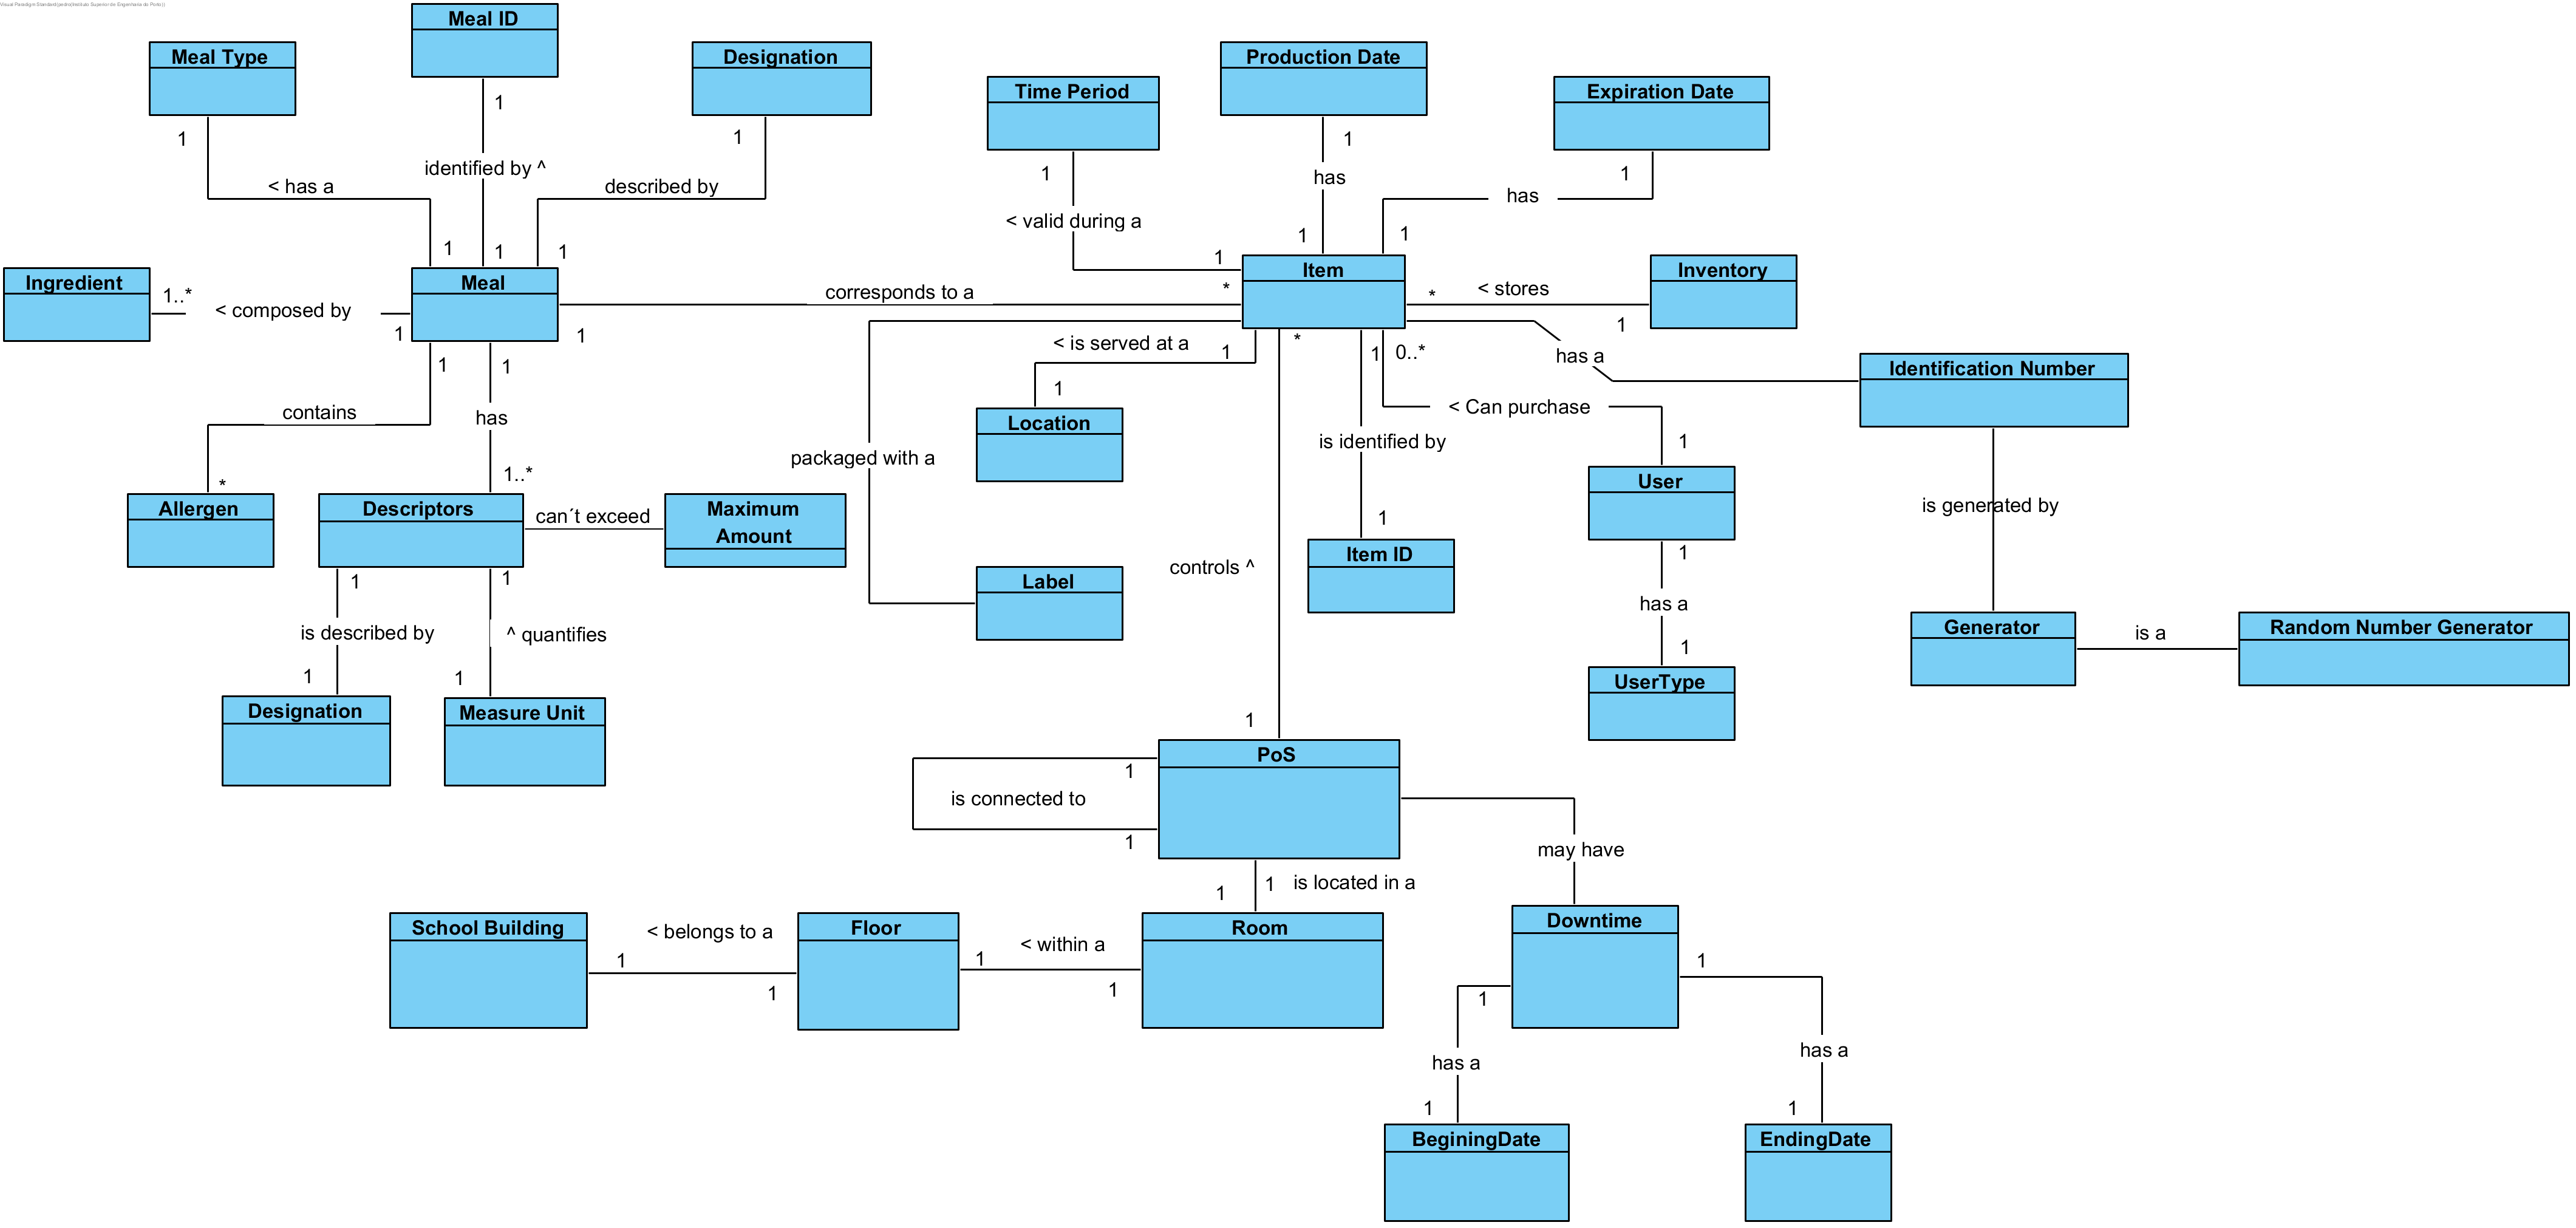 Visual Paradigm Standard(pedro(Instituto Superior de Engenharia do Porto))
Meal ID
Meal Type
Designation
Production Date
Time Period
Expiration Date
1
1
1
1
1
1
identified by ^
< has a
described by
has
has
< valid during a
1
1
1
1
1
1
Ingredient
Meal
Item
Inventory
1..*
< composed by
1
corresponds to a
*
1
*
< stores
1
< is served at a
1
*
1
0..*
has a
Identification Number
1
1
contains
has
1
Location
< Can purchase
is identified by
1
packaged with a
*
1..*
Allergen
Descriptors
can´t exceed
Maximum
Amount
User
is generated by
1
Item ID
1
controls ^
Label
1
1
is described by
^ quantifies
has a
Generator
is a
Random Number Generator
1
1
1
UserType
Designation
Measure Unit
1
PoS
1
is connected to
1
may have
1
1
is located in a
School Building
< belongs to a
Floor
< within a
Room
Downtime
1
1
1
1
1
1
has a
has a
1
1
BeginingDate
EndingDate